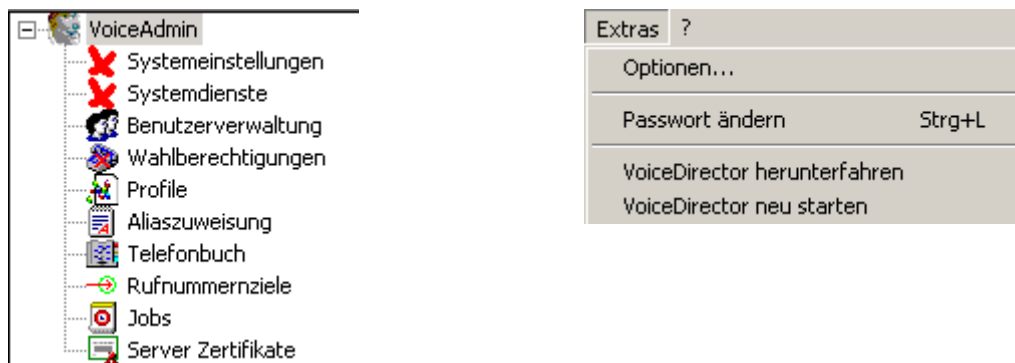 VoiceAdmin
Systemeinstellungen
Systemdienste
Benutzerverwaltung
Wahlberechtigungen
Profile
Aliaszuweisung
Telefonbuch
Rufnummernziele
Jobs
Server Zertifikate
Extras ?
Optionen...
Passwort ändern Strg+L
VoiceDirector herunterfahren
VoiceDirector neu starten